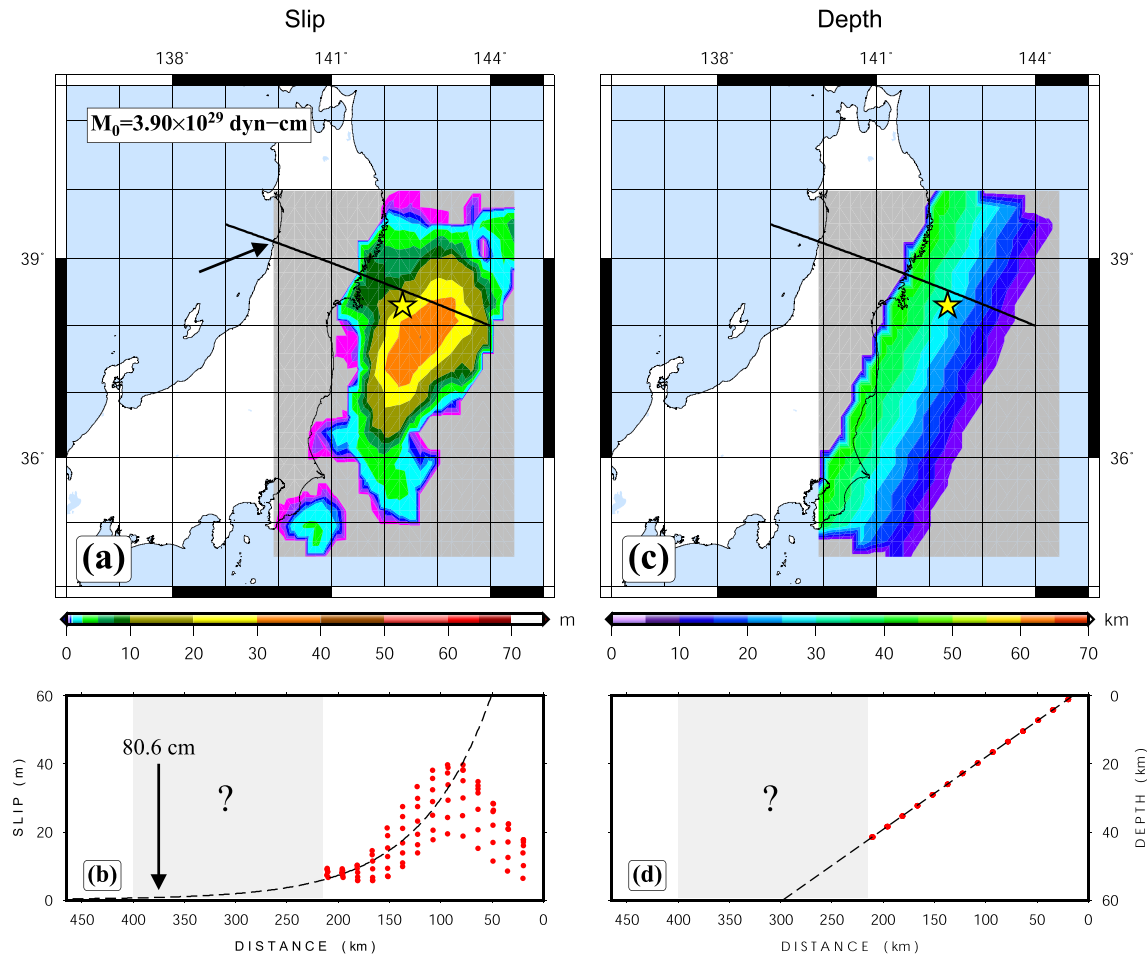 Slip
Depth
138° 141° 144°
141° 144°
M₀=3.90×10²⁹ dyn−cm
39°
39°
36°
36°
(a)
(c)
m
km
0 10 20 30 40 50 60 70
0 10 20 30 40 50 60 70
60
40
20
0
SLIP (m)
80.6 cm
?
(b)
450 400 350 300 250 200 150 100 50 0
DISTANCE (km)
?
(d)
0
20
40
60
DEPTH (km)
450 400 350 300 250 200 150 100 50 0
DISTANCE (km)